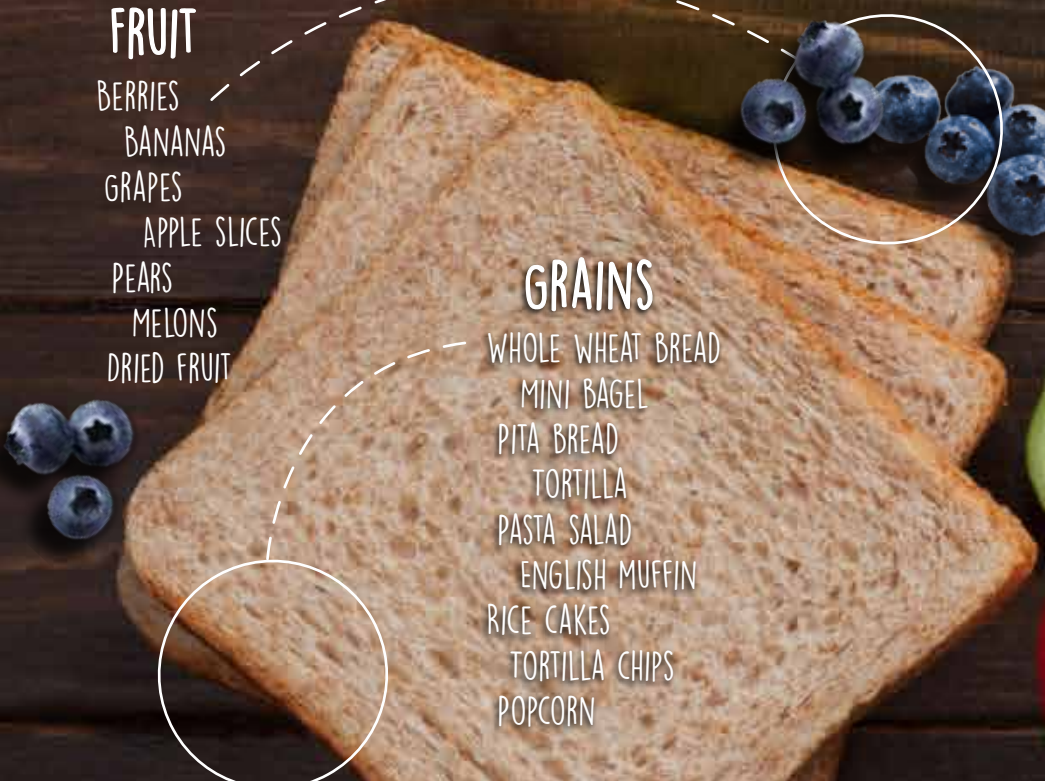 FRUIT
BERRIES
BANANAS
GRAPES
APPLE SLICES
PEARS
MELONS
DRIED FRUIT
GRAINS
WHOLE WHEAT BREAD
MINI BAGEL
PITA BREAD
TORTILLA
PASTA SALAD
ENGLISH MUFFIN
RICE CAKES
TORTILLA CHIPS
POPCORN